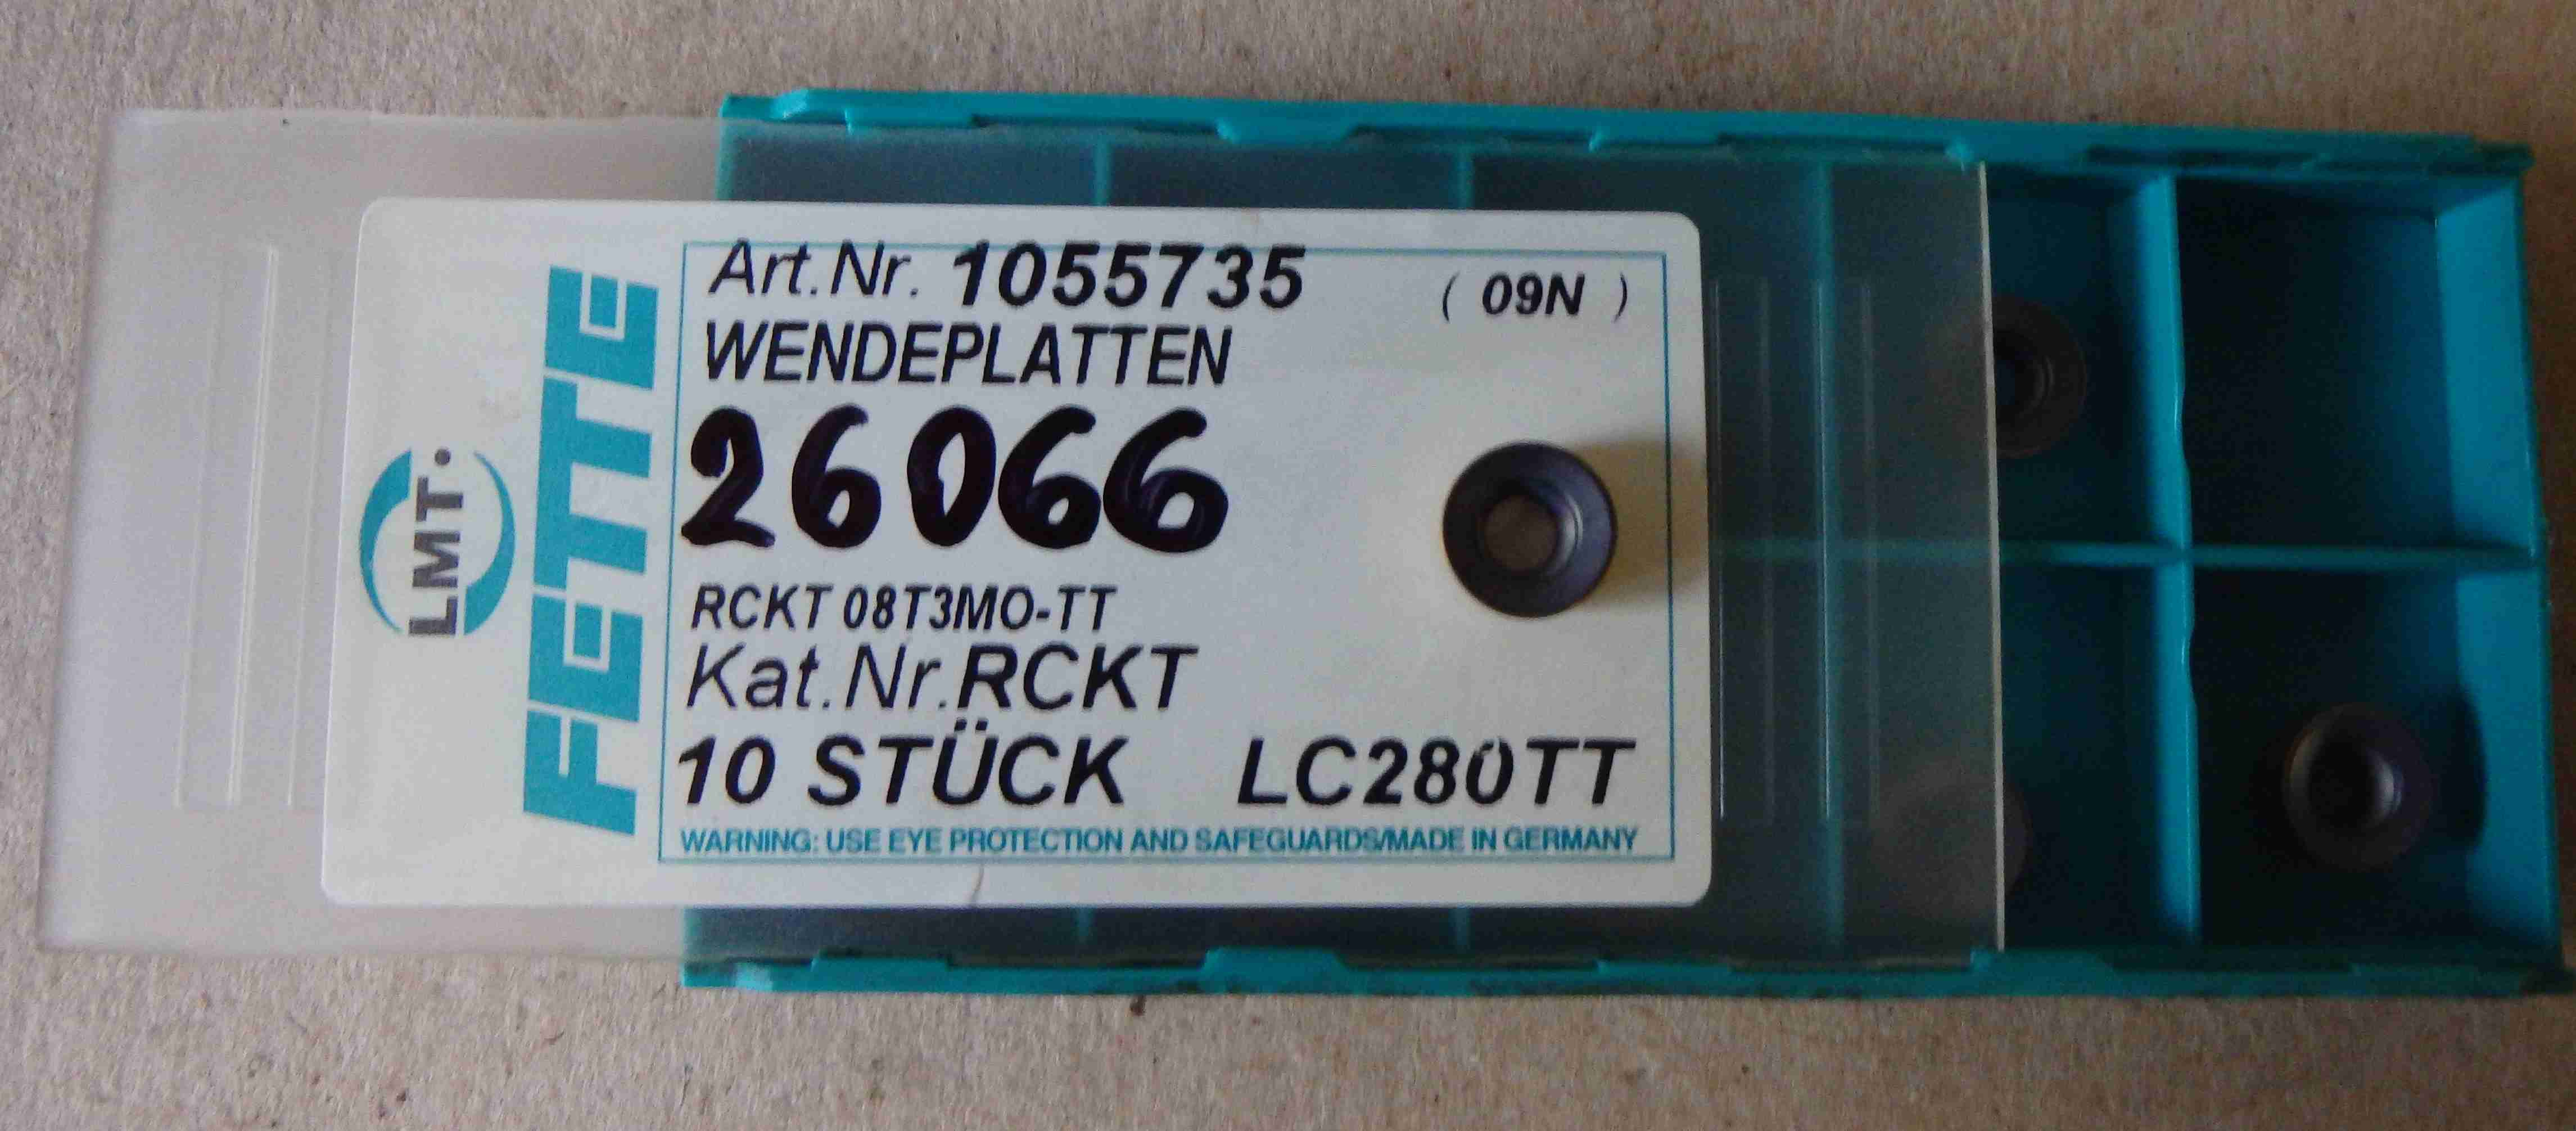 LMT.
FETTE
Art.Nr. 1055735 ( 09N )
WENDEPLATTEN
26066
RCKT 08T3MO-TT
Kat.Nr.RCKT
10 STÜCK LC280TT
WARNING: USE EYE PROTECTION AND SAFEGUARDS/MADE IN GERMANY